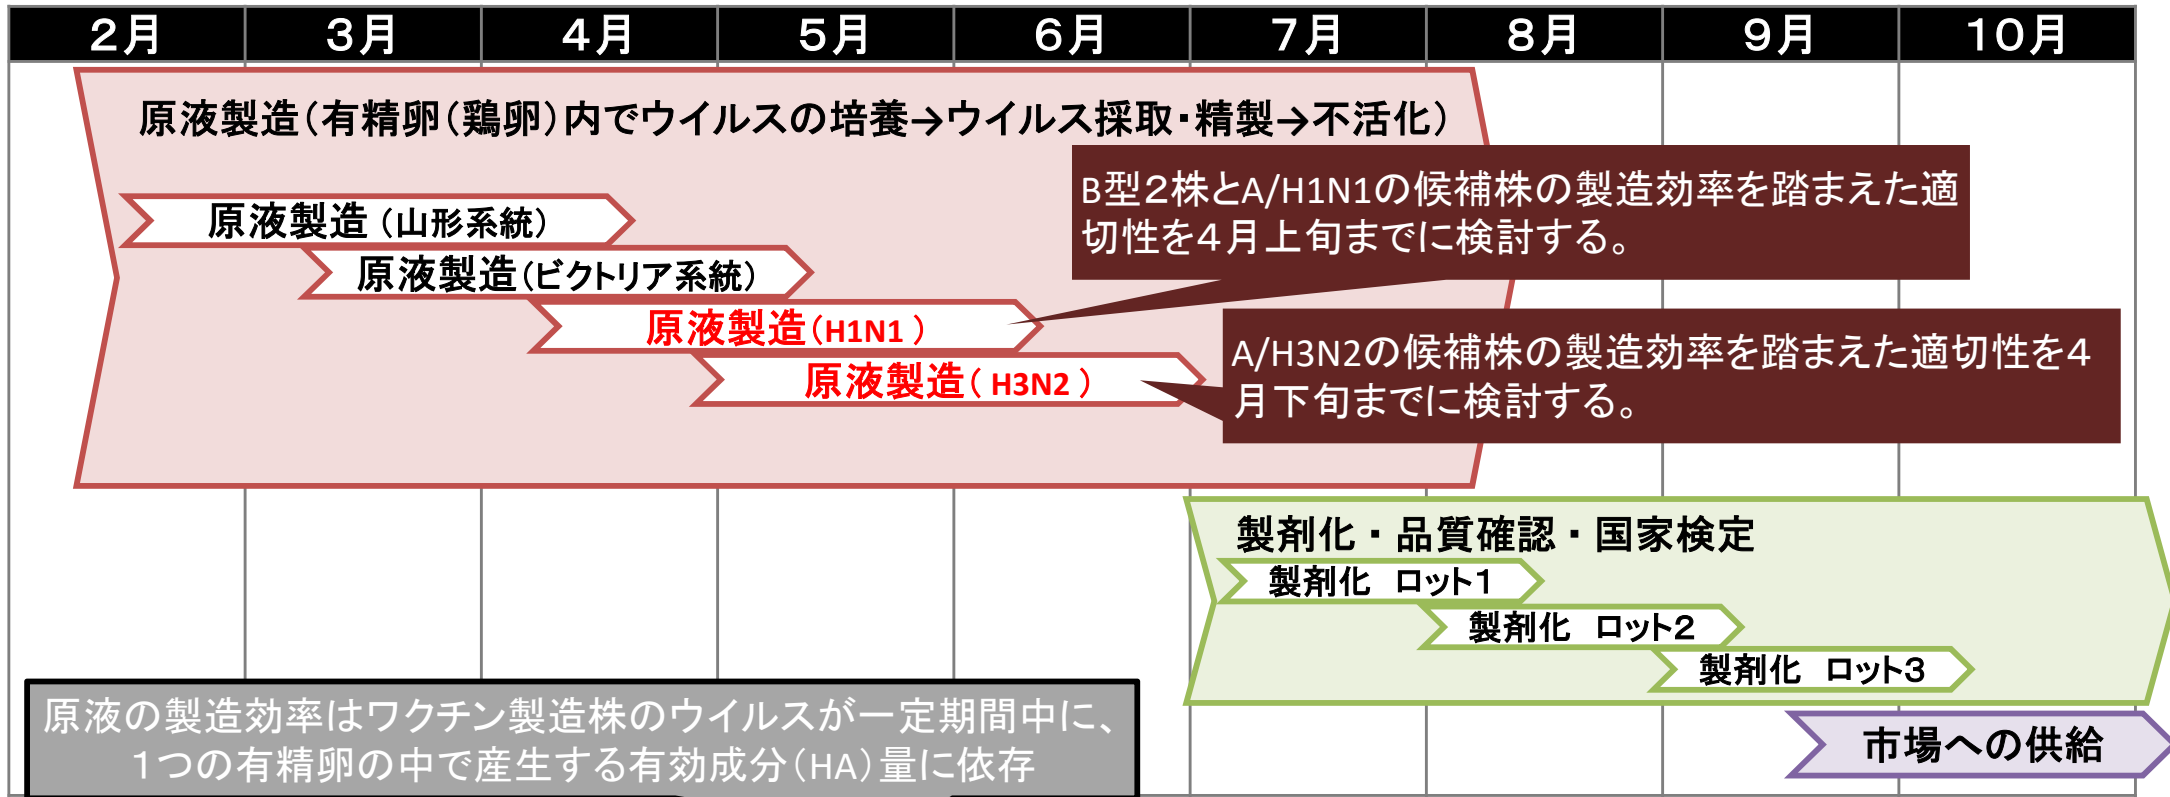 2月 3月 4月 5月 6月 7月 8月 9月 10月
原液製造(有精卵(鶏卵)内でウイルスの培養→ウイルス採取・精製→不活化)
原液製造(山形系統)
原液製造(ビクトリア系統)
原液製造(H1N1 )
原液製造( H3N2 )
B型2株とA/H1N1の候補株の製造効率を踏まえた適
切性を4月上旬までに検討する。
A/H3N2の候補株の製造効率を踏まえた適切性を4
月下旬までに検討する。
製剤化・品質確認・国家検定
製剤化 ロット1
製剤化 ロット2
製剤化 ロット3
市場への供給
原液の製造効率はワクチン製造株のウイルスが一定期間中に、
1つの有精卵の中で産生する有効成分(HA)量に依存